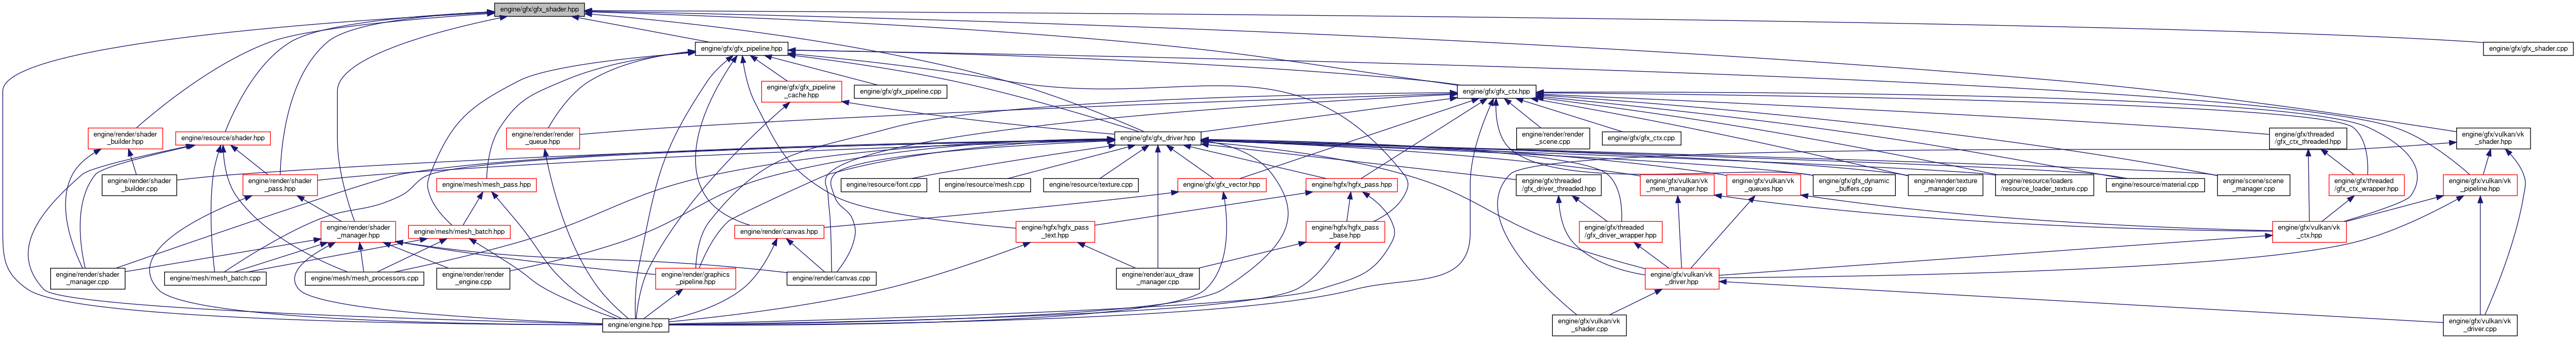 engine/gfx/gfx_shader.hpp
engine/gfx/gfx_pipeline.hpp
engine/gfx/gfx_shader.cpp
engine/gfx/gfx_pipeline
_cache.hpp
engine/gfx/gfx_pipeline.cpp
engine/gfx/gfx_ctx.hpp
engine/render/shader
_builder.hpp
engine/resource/shader.hpp
engine/render/render
_queue.hpp
engine/gfx/gfx_driver.hpp
engine/render/render
_scene.cpp
engine/gfx/gfx_ctx.cpp
engine/gfx/threaded
/gfx_ctx_threaded.hpp
engine/gfx/vulkan/vk
_shader.hpp
engine/render/shader
_builder.cpp
engine/render/shader
_pass.hpp
engine/mesh/mesh_pass.hpp
engine/resource/font.cpp
engine/resource/mesh.cpp
engine/resource/texture.cpp
engine/gfx/gfx_vector.hpp
engine/hgfx/hgfx_pass.hpp
engine/gfx/threaded
/gfx_driver_threaded.hpp
engine/gfx/vulkan/vk
_mem_manager.hpp
engine/gfx/vulkan/vk
_queues.hpp
engine/gfx/gfx_dynamic
_buffers.cpp
engine/render/texture
_manager.cpp
engine/resource/loaders
/resource_loader_texture.cpp
engine/resource/material.cpp
engine/scene/scene
_manager.cpp
engine/gfx/threaded
/gfx_ctx_wrapper.hpp
engine/gfx/vulkan/vk
_pipeline.hpp
engine/render/shader
_manager.hpp
engine/mesh/mesh_batch.hpp
engine/render/canvas.hpp
engine/hgfx/hgfx_pass
_text.hpp
engine/hgfx/hgfx_pass
_base.hpp
engine/gfx/threaded
/gfx_driver_wrapper.hpp
engine/gfx/vulkan/vk
_ctx.hpp
engine/render/shader
_manager.cpp
engine/mesh/mesh_batch.cpp
engine/mesh/mesh_processors.cpp
engine/render/render
_engine.cpp
engine/render/graphics
_pipeline.hpp
engine/render/canvas.cpp
engine/render/aux_draw
_manager.cpp
engine/gfx/vulkan/vk
_driver.hpp
engine/engine.hpp
engine/gfx/vulkan/vk
_shader.cpp
engine/gfx/vulkan/vk
_driver.cpp